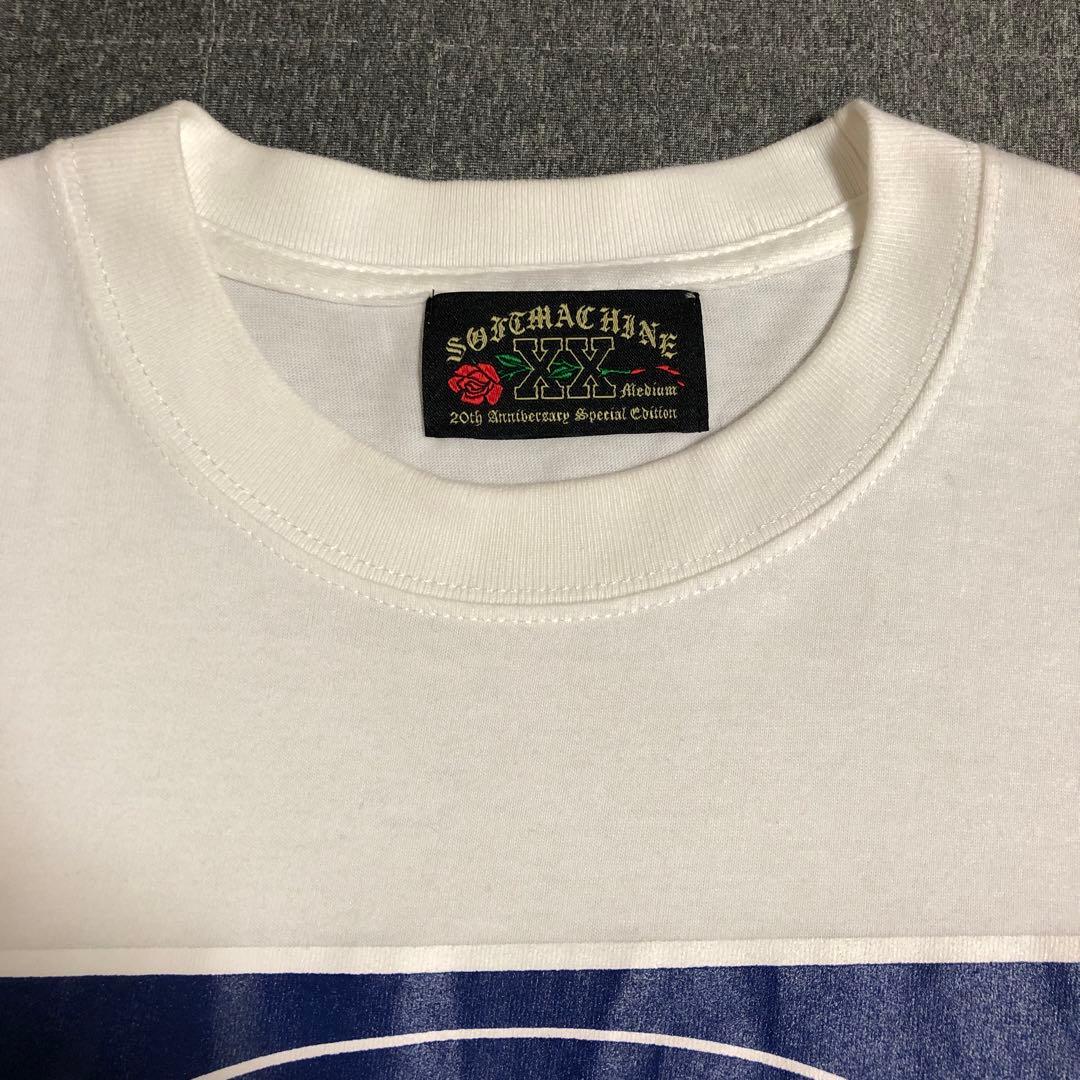 SOFTMACHINE
XX
Medium
20th Anniversary Special Edition